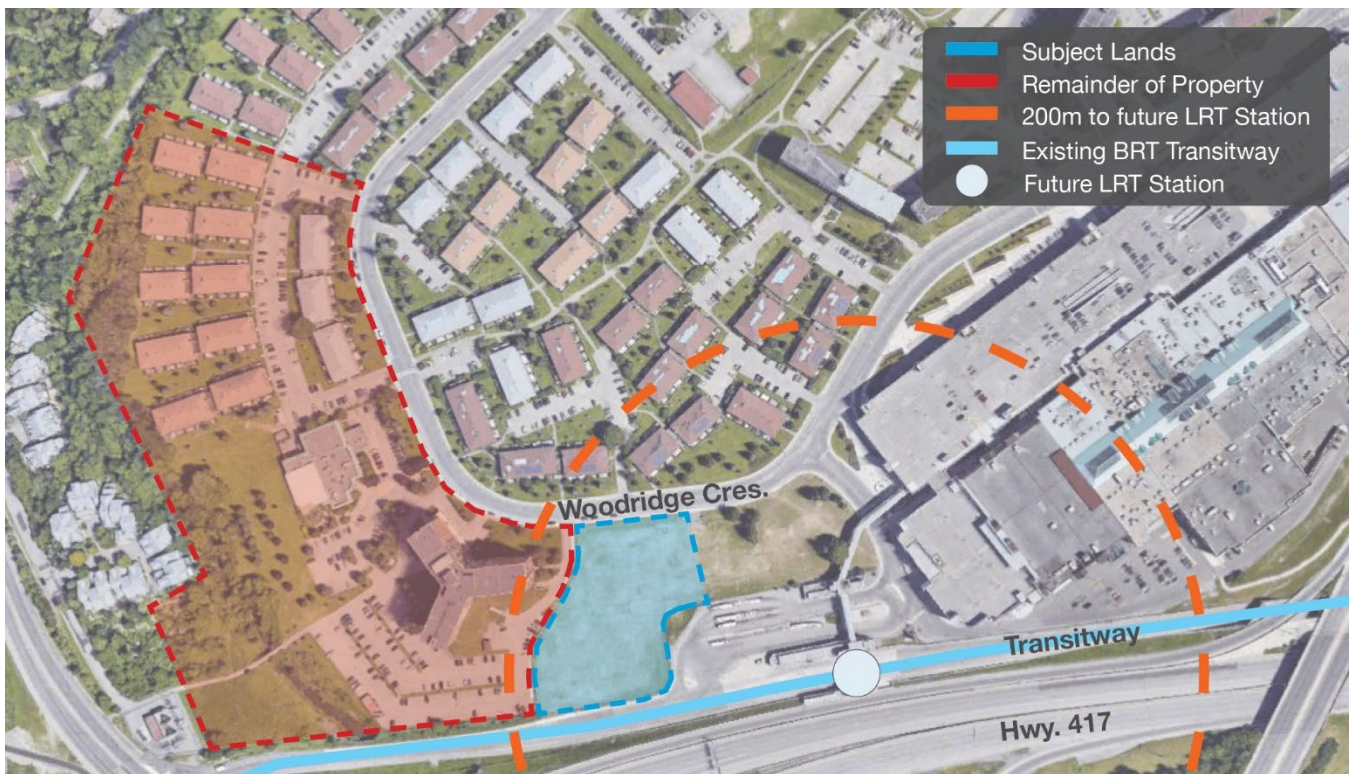 Subject Lands
Remainder of Property
200m to future LRT Station
Existing BRT Transitway
Future LRT Station
Woodridge Cres.
Transitway
Hwy. 417